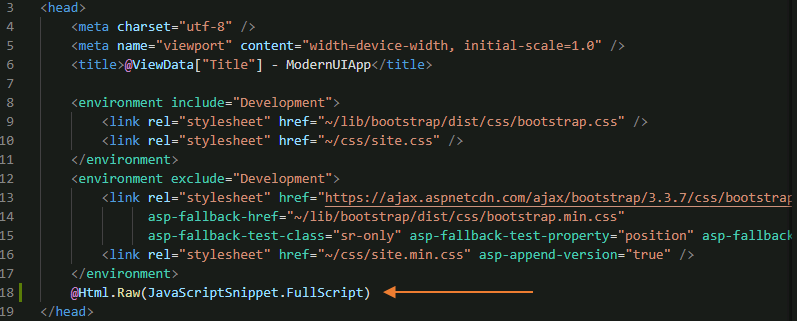 3 <head>
4 <meta charset="utf-8" />
5 <meta name="viewport" content="width=device-width, initial-scale=1.0" />
6 <title>@ViewData["Title"] - ModernUIApp</title>
7
8 <environment include="Development">
9 <link rel="stylesheet" href="~/lib/bootstrap/dist/css/bootstrap.css" />
10 <link rel="stylesheet" href="~/css/site.css" />
11 </environment>
12 <environment exclude="Development">
13 <link rel="stylesheet" href="https://ajax.aspnetcdn.com/ajax/bootstrap/3.3.7/css/bootstrap
14 asp-fallback-href="~/lib/bootstrap/dist/css/bootstrap.min.css"
15 asp-fallback-test-class="sr-only" asp-fallback-test-property="position" asp-fallback
16 <link rel="stylesheet" href="~/css/site.min.css" asp-append-version="true" />
17 </environment>
18 @Html.Raw(JavaScriptSnippet.FullScript)
19 </head>